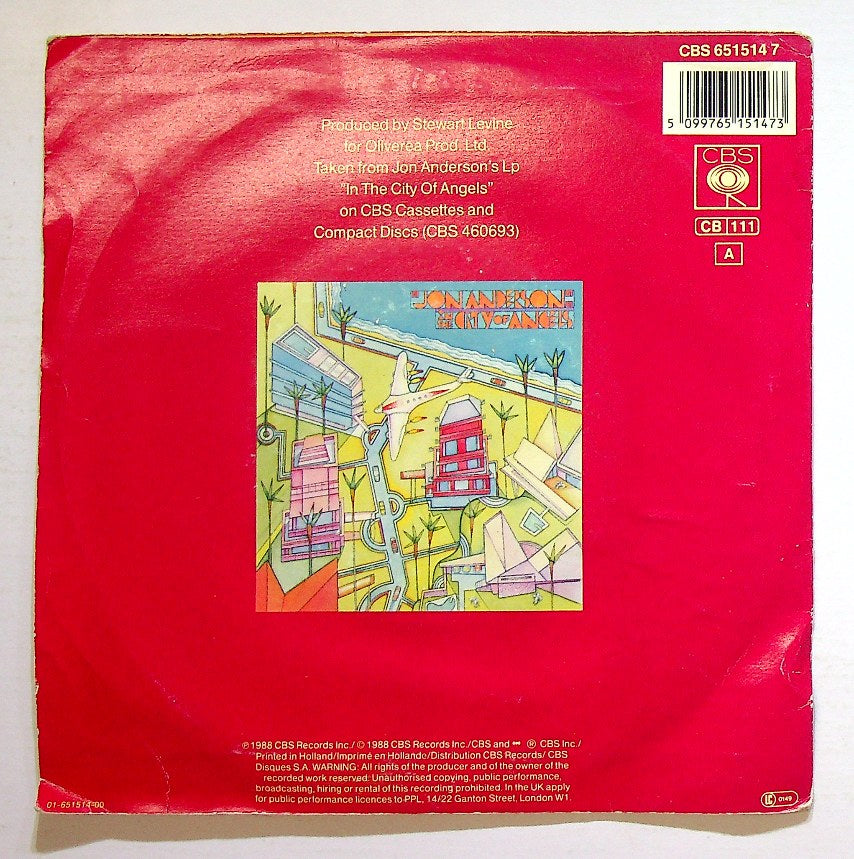 CBS 651514 7
5 099765 151473
CBS
CB 111
A
Produced by Stewart Levine
for Oliverea Prod. Ltd.
Taken from Jon Anderson's Lp
"In The City Of Angels"
on CBS Cassettes and
Compact Discs (CBS 460693)
JON ANDERSON
IN THE CITY OF ANGELS
℗ 1988 CBS Records Inc./ © 1988 CBS Records Inc./CBS and ® CBS Inc./
Printed in Holland/Imprimé en Hollande/Distribution CBS Records/ CBS
Disques S.A. WARNING: All rights of the producer and of the owner of the
recorded work reserved. Unauthorised copying, public performance,
broadcasting, hiring or rental of this recording prohibited. In the UK apply
for public performance licences to PPL, 14/22 Ganton Street, London W1.
01-651514-00
LC 0149